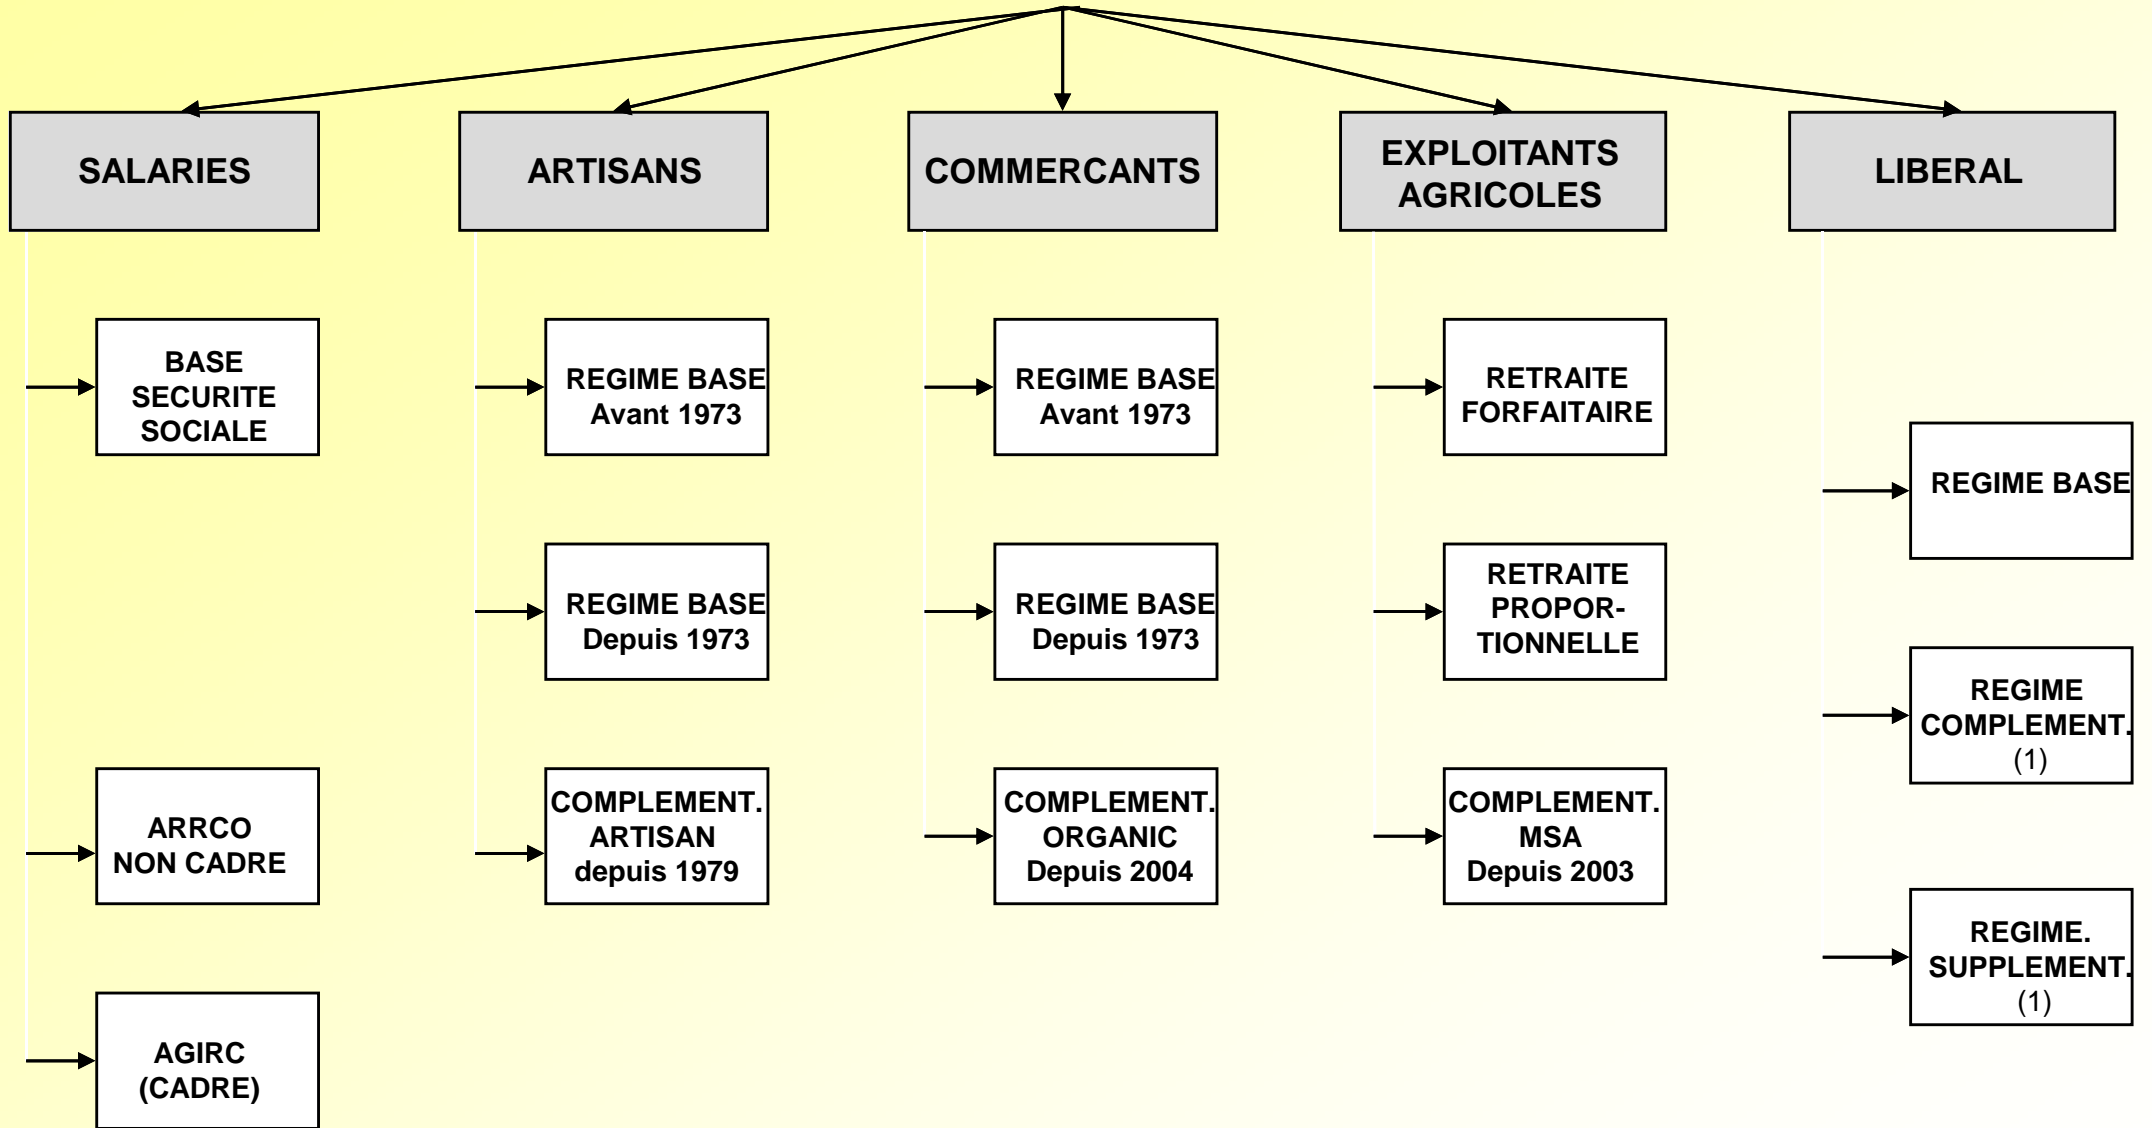 SALARIES
ARTISANS
COMMERCANTS
EXPLOITANTS
AGRICOLES
LIBERAL
BASE
SECURITE
SOCIALE
ARRCO
NON CADRE
AGIRC
(CADRE)
REGIME BASE
Avant 1973
REGIME BASE
Depuis 1973
COMPLEMENT.
ARTISAN
depuis 1979
REGIME BASE
Avant 1973
REGIME BASE
Depuis 1973
COMPLEMENT.
ORGANIC
Depuis 2004
RETRAITE
FORFAITAIRE
RETRAITE
PROPOR-
TIONNELLE
COMPLEMENT.
MSA
Depuis 2003
REGIME BASE
REGIME
COMPLEMENT.
(1)
REGIME.
SUPPLEMENT.
(1)